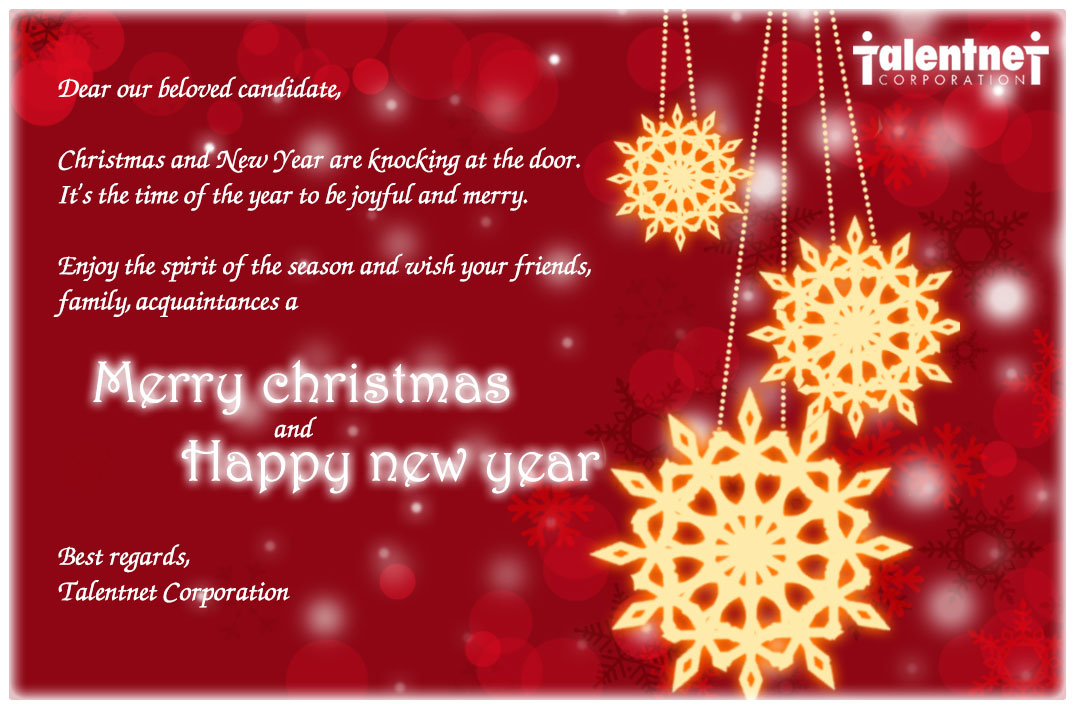 Talentnet
CORPORATION
Dear our beloved candidate,
Christmas and New Year are knocking at the door.
It's the time of the year to be joyful and merry.
Enjoy the spirit of the season and wish your friends,
family, acquaintances a
Merry christmas
and
Happy new year
Best regards,
Talentnet Corporation